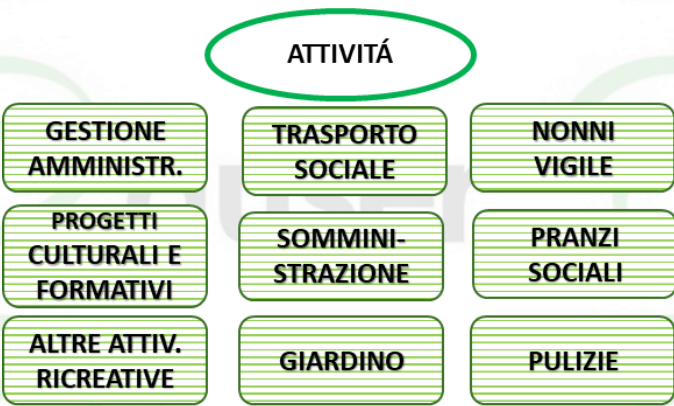 ATTIVITÁ
GESTIONE
AMMINISTR.
TRASPORTO
SOCIALE
NONNI
VIGILE
PROGETTI
CULTURALI E
FORMATIVI
SOMMINI-
STRAZIONE
PRANZI
SOCIALI
ALTRE ATTIV.
RICREATIVE
GIARDINO
PULIZIE